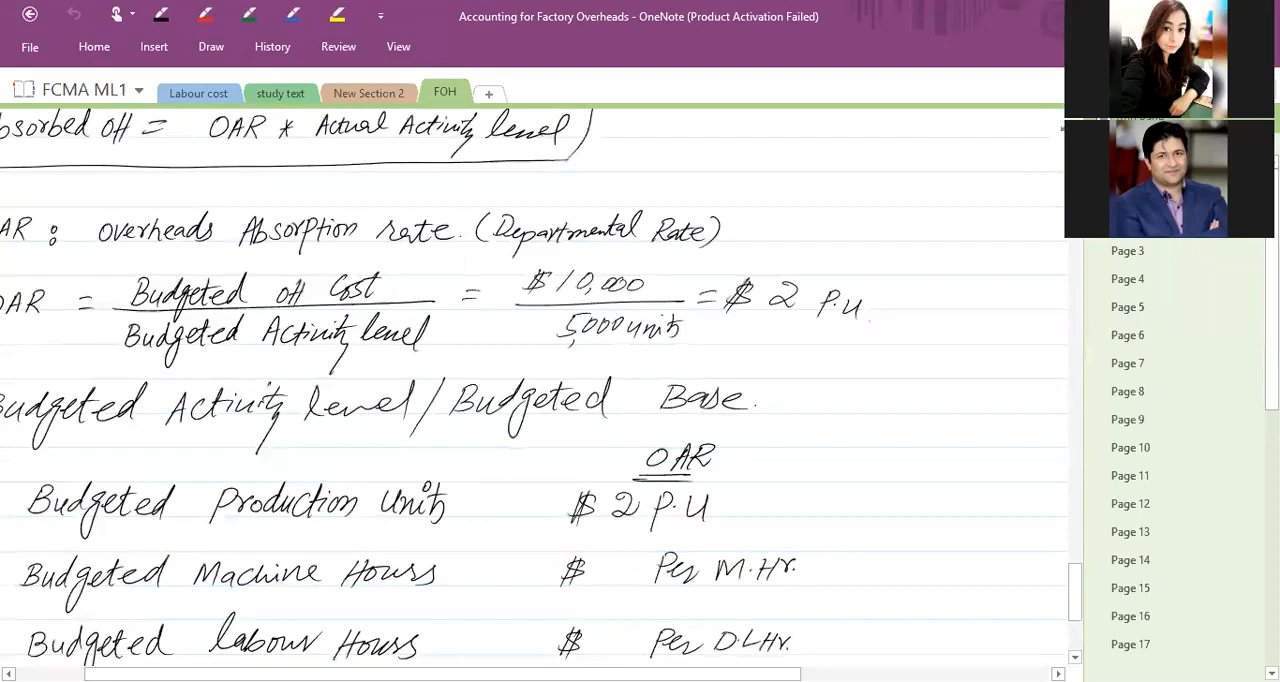 Accounting for Factory Overheads - OneNote (Product Activation Failed)
File Home Insert Draw History Review View
FCMA ML1 Labour cost study text New Section 2 FOH
bsorbed OH = OAR * Actual Activity level)
AR : overheads Absorption rate. (Departmental Rate)
OAR = Budgeted OH Cost / Budgeted Activity level = $10,000 / 5,000 units = $ 2 P.U.
Budgeted Activity level / Budgeted Base.
OAR
Budgeted Production Units $ 2 P.U
Budgeted Machine Hours $ Per M.Hr.
Budgeted labour Hours $ Per D.L Hr.
Page 3
Page 4
Page 5
Page 6
Page 7
Page 8
Page 9
Page 10
Page 11
Page 12
Page 13
Page 14
Page 15
Page 16
Page 17